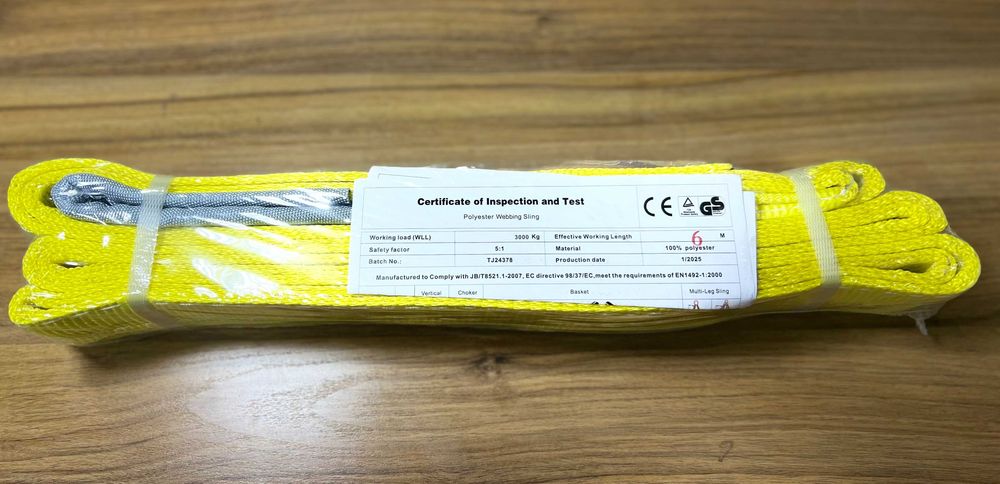 Certificate of Inspection and Test
Polyester Webbing Sling
CE
GS
Working load (WLL) 3000 Kg Effective Working Length 6 M
Safety factor 5:1 Material 100% polyester
Batch No.: TJ24378 Production date 1/2025
Manufactured to Comply with JB/T8521.1-2007, EC directive 98/37/EC,meet the requirements of EN1492-1:2000
Vertical Choker Basket Multi-Leg Sling